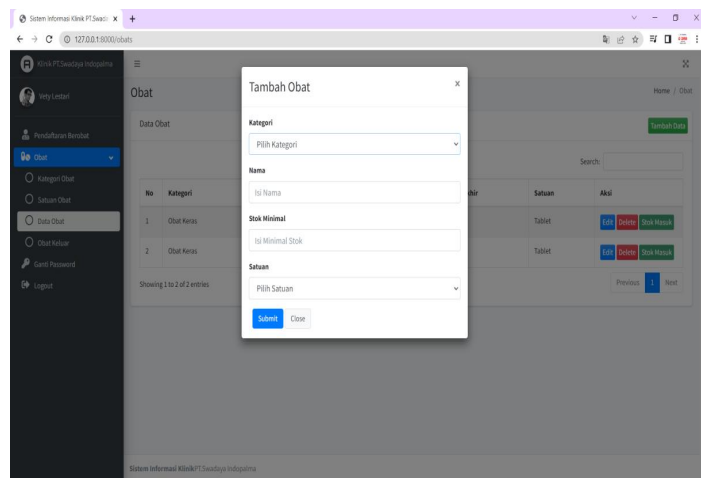 Sistem Informasi Klinik PT.Swada
127.0.0.1:8000/obats
Klinik PT.Swadaya Indopalma
Vety Lestari
Pendaftaran Berobat
Obat
Kategori Obat
Satuan Obat
Data Obat
Obat Keluar
Ganti Password
Logout
Obat
Home / Obat
Data Obat
Tambah Data
Search:
No Kategori hir Satuan Aksi
1 Obat Keras Tablet Edit Delete Stok Masuk
2 Obat Keras Tablet Edit Delete Stok Masuk
Showing 1 to 2 of 2 entries
Previous 1 Next
Tambah Obat
x
Kategori
Pilih Kategori
Nama
Isi Nama
Stok Minimal
Isi Minimal Stok
Satuan
Pilih Satuan
Submit Close
Sistem Informasi Klinik PT.Swadaya Indopalma